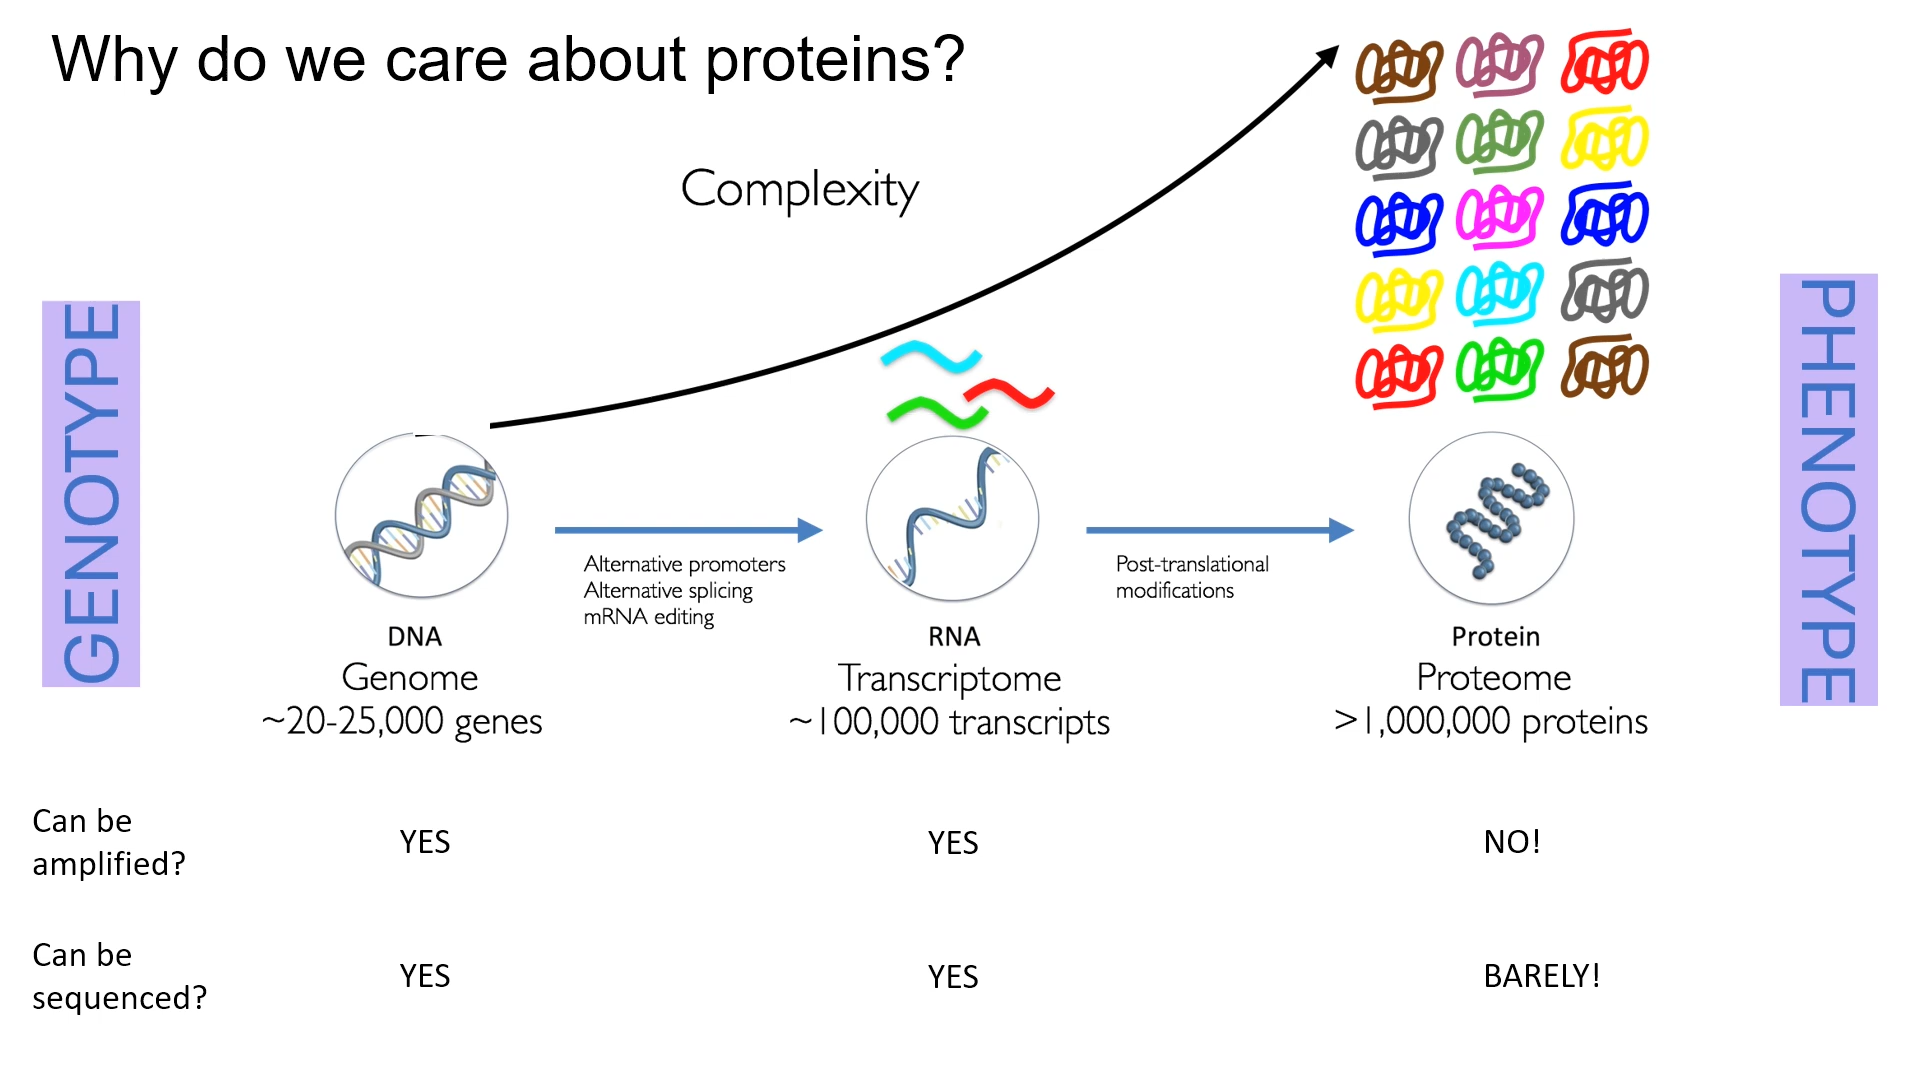 Why do we care about proteins?
Complexity
GENOTYPE
PHENOTYPE
Alternative promoters
Alternative splicing
mRNA editing
Post-translational
modifications
DNA
Genome
~20-25,000 genes
RNA
Transcriptome
~100,000 transcripts
Protein
Proteome
>1,000,000 proteins
Can be
amplified?
YES
YES
NO!
Can be
sequenced?
YES
YES
BARELY!